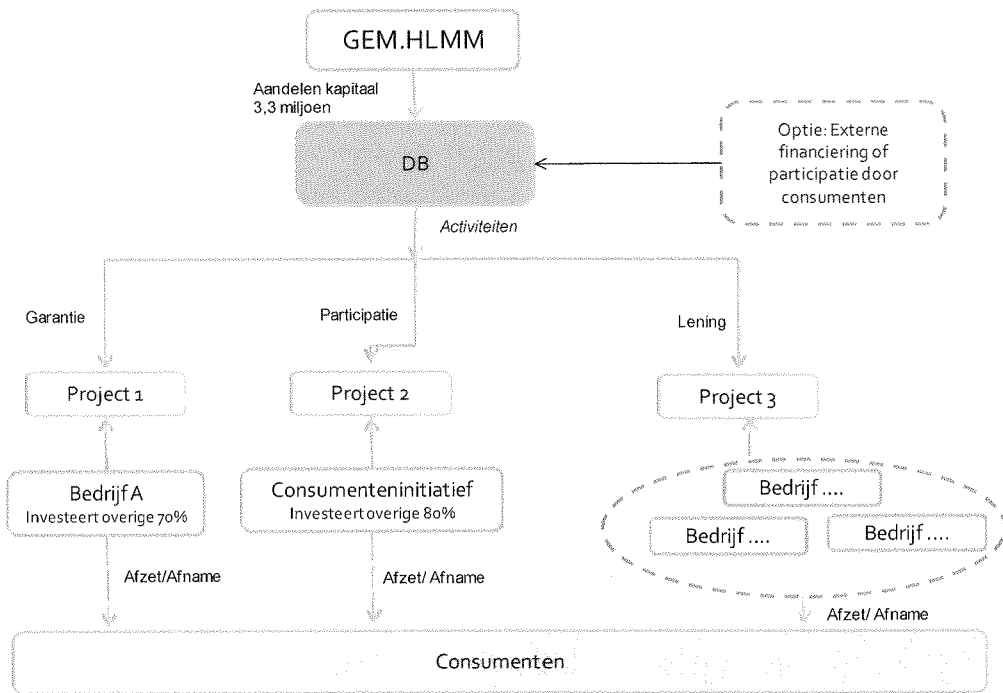 GEM.HLMM
Aandelen kapitaal
3,3 miljoen
DB
Optie: Externe
financiering of
participatie door
consumenten
Activiteiten
Garantie
Participatie
Lening
Project 1
Project 2
Project 3
Bedrijf A
Investeert overige 70%
Consumenteninitiatief
Investeert overige 80%
Bedrijf ....
Bedrijf ....
Bedrijf ....
Afzet/Afname
Afzet/ Afname
Afzet/ Afname
Consumenten